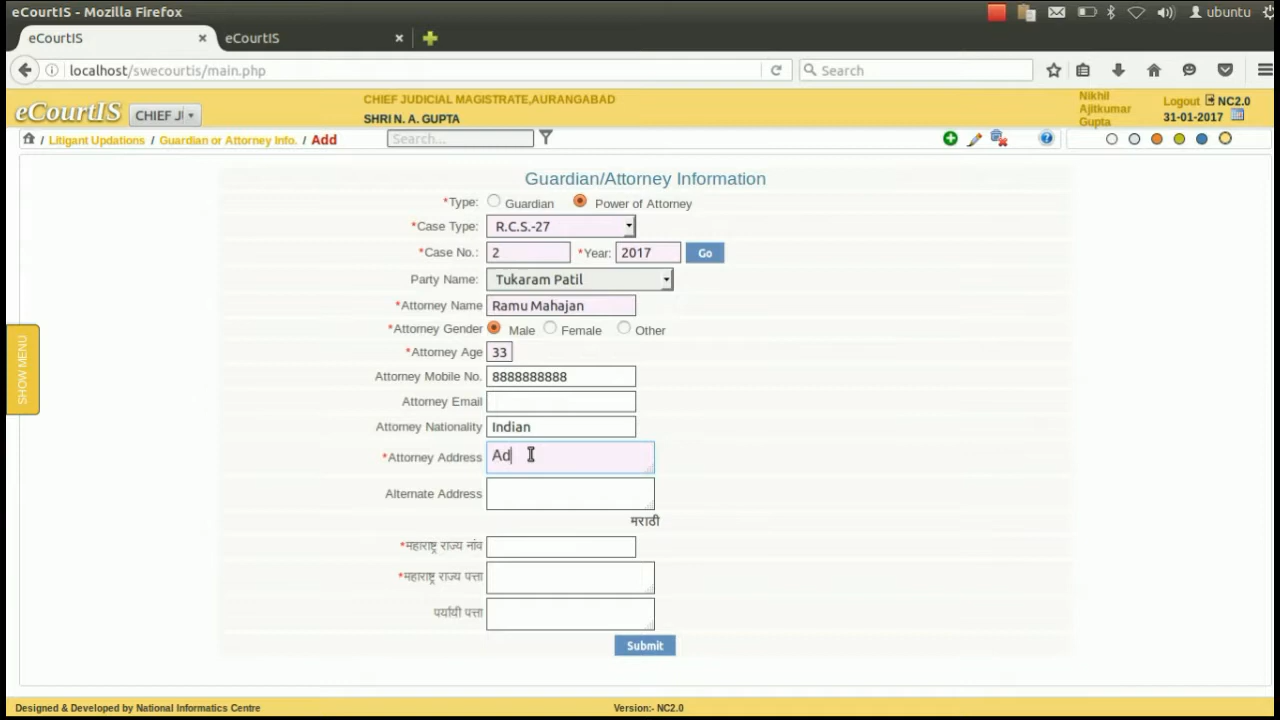 eCourtIS - Mozilla Firefox
ubuntu
eCourtIS
eCourtIS
localhost/swecourtis/main.php
Search
eCourtIS
CHIEF JI
CHIEF JUDICIAL MAGISTRATE,AURANGABAD
SHRI N. A. GUPTA
Nikhil
Ajitkumar
Gupta
Logout NC2.0
31-01-2017
/ Litigant Updations / Guardian or Attorney Info. / Add
Search...
SHOW MENU
Guardian/Attorney Information
*Type: Guardian Power of Attorney
*Case Type: R.C.S.-27
*Case No.: 2 *Year: 2017 Go
Party Name: Tukaram Patil
*Attorney Name Ramu Mahajan
*Attorney Gender Male Female Other
*Attorney Age 33
Attorney Mobile No. 8888888888
Attorney Email
Attorney Nationality Indian
*Attorney Address Ad
Alternate Address
मराठी
*महाराष्ट्र राज्य नांव
*महाराष्ट्र राज्य पत्ता
पर्यायी पत्ता
Submit
Designed & Developed by National Informatics Centre
Version:- NC2.0